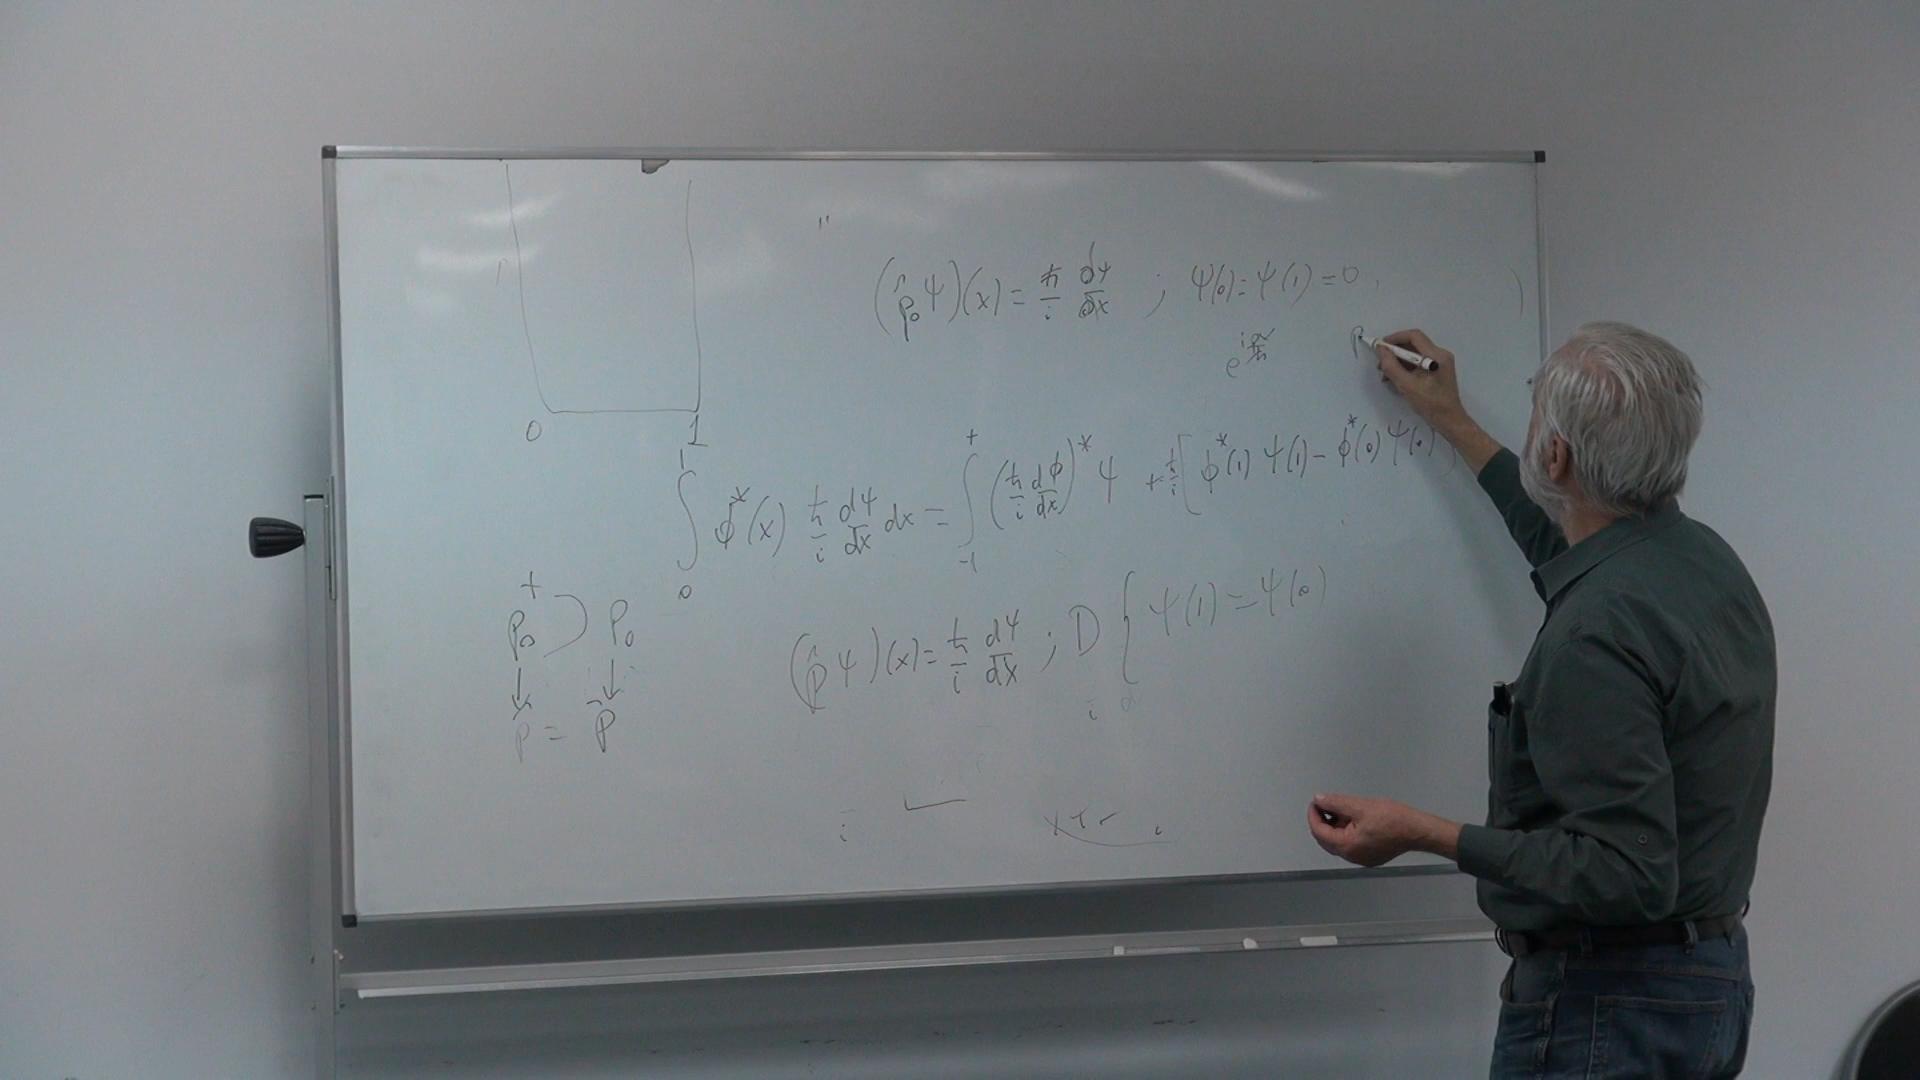 "
(p̂₀ψ)(x) = ħ/i dψ/dx ; ψ(0) = ψ(1) = 0,
p
0 1
∫₀¹ φ*(x) ħ/i dψ/dx dx = ∫₋₁⁺ (ħ/i dφ/dx)* ψ + ħ/i [φ*(1) ψ(1) − φ*(0) ψ(0)
p₀⁺ ⊃ p₀
(p̂ψ)(x) = ħ/i dψ/dx ; D { ψ(1) = ψ(0)
↓ ↓
p = p̄
i